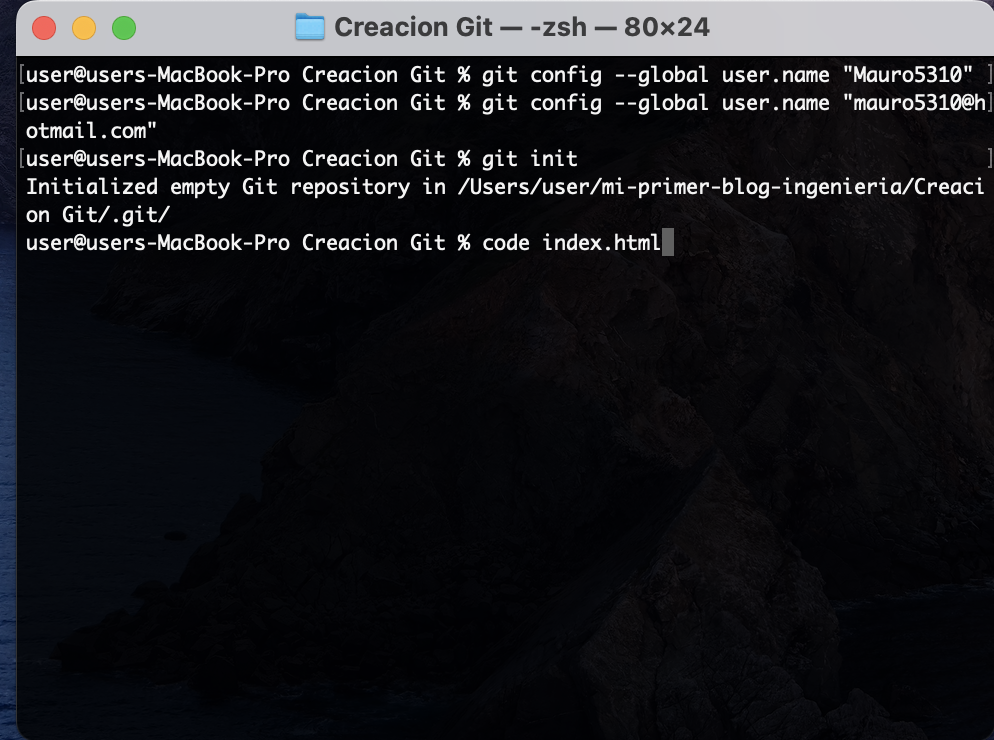 Creacion Git — -zsh — 80×24
[user@users-MacBook-Pro Creacion Git % git config --global user.name "Mauro5310" ]
[user@users-MacBook-Pro Creacion Git % git config --global user.name "mauro5310@h]
otmail.com"
[user@users-MacBook-Pro Creacion Git % git init ]
Initialized empty Git repository in /Users/user/mi-primer-blog-ingenieria/Creaci
on Git/.git/
user@users-MacBook-Pro Creacion Git % code index.html